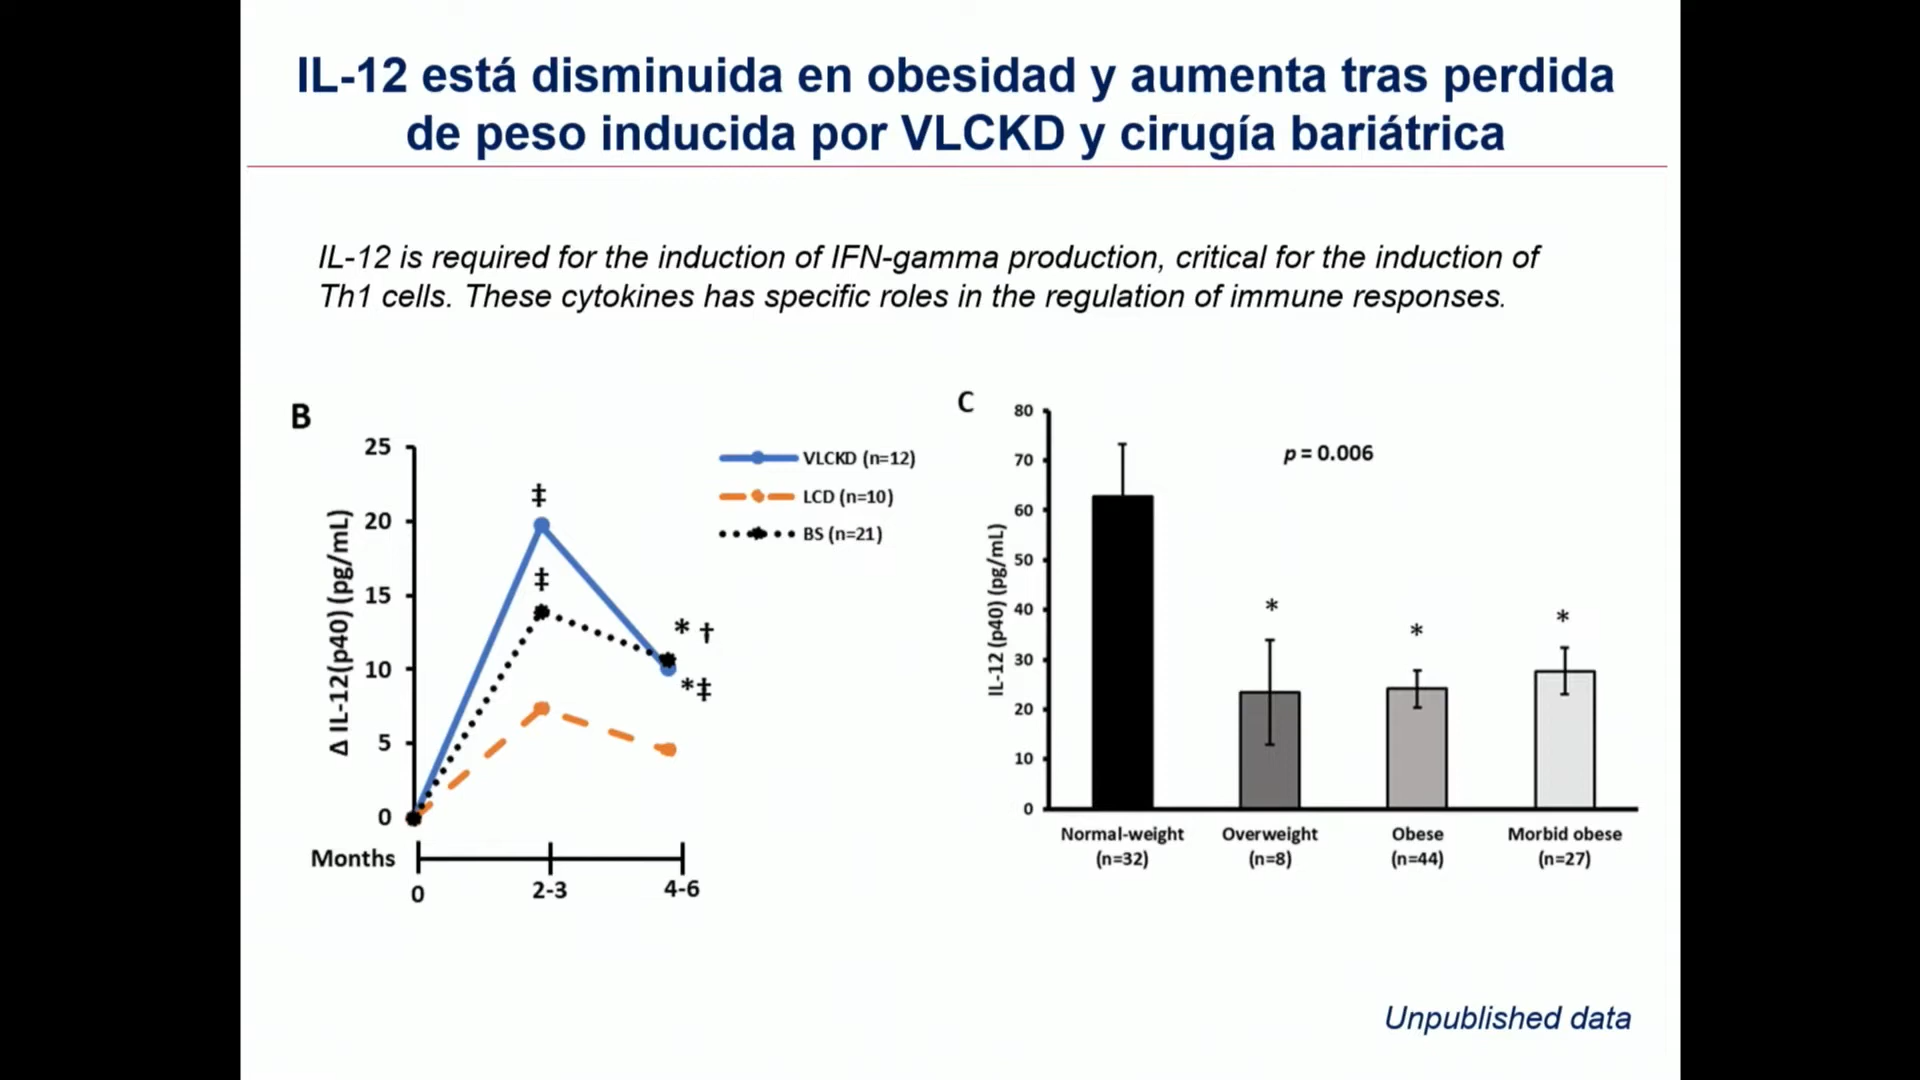 IL-12 está disminuida en obesidad y aumenta tras perdida
de peso inducida por VLCKD y cirugía bariátrica
IL-12 is required for the induction of IFN-gamma production, critical for the induction of
Th1 cells. These cytokines has specific roles in the regulation of immune responses.
B
Δ IL-12(p40) (pg/mL)
25
20
15
10
5
0
‡
‡
* †
*‡
VLCKD (n=12)
LCD (n=10)
BS (n=21)
Months
0
2-3
4-6
C
IL-12 (p40) (pg/mL)
80
70
60
50
40
30
20
10
0
p = 0.006
*
*
*
Normal-weight
(n=32)
Overweight
(n=8)
Obese
(n=44)
Morbid obese
(n=27)
Unpublished data